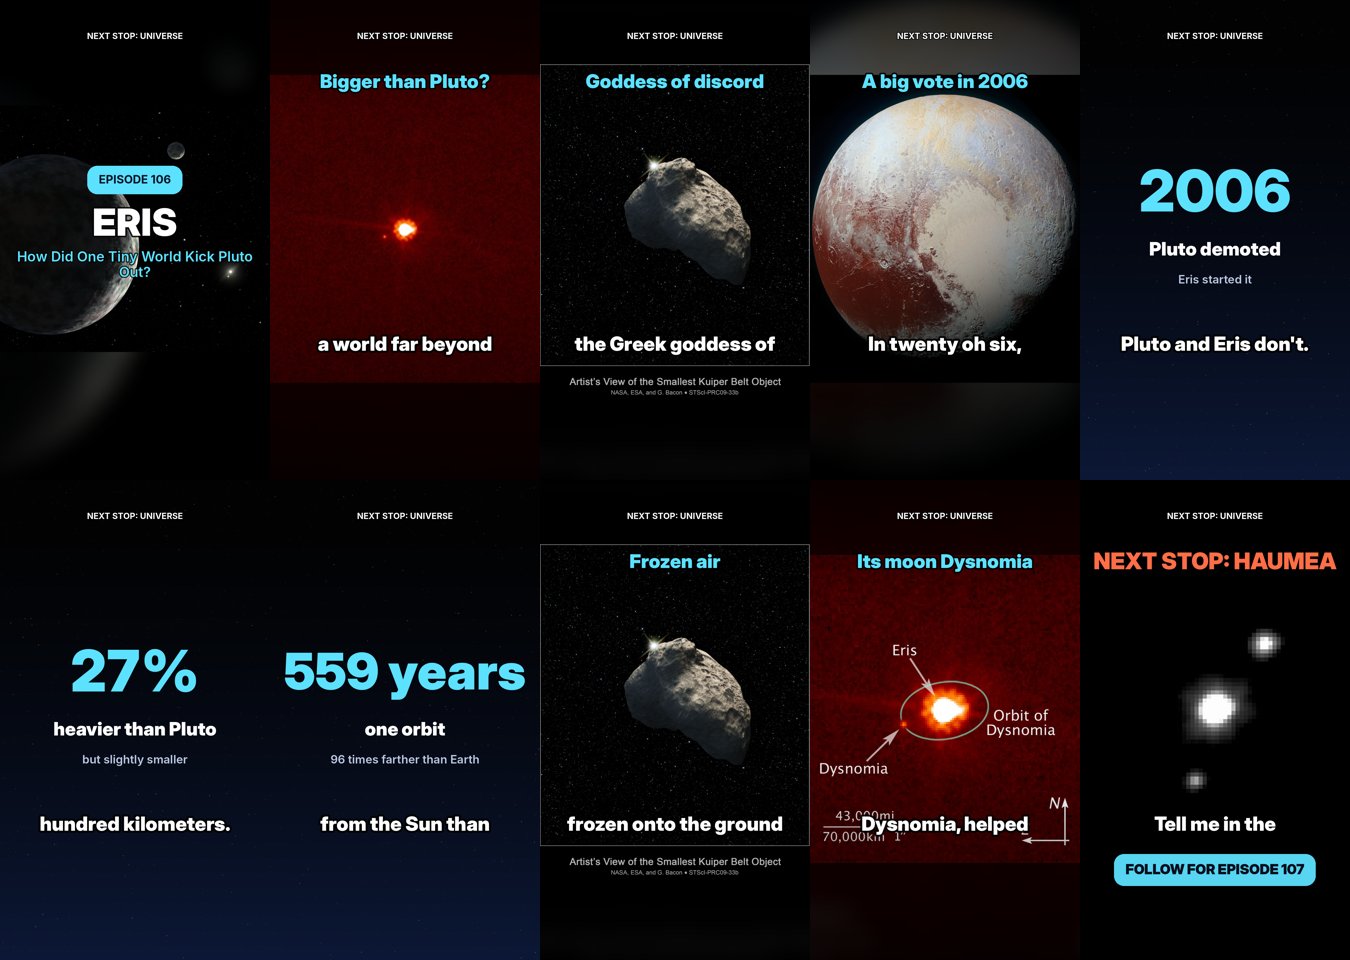 NEXT STOP: UNIVERSE
EPISODE 106
ERIS
How Did One Tiny World Kick Pluto
Out?
NEXT STOP: UNIVERSE
Bigger than Pluto?
a world far beyond
NEXT STOP: UNIVERSE
Goddess of discord
the Greek goddess of
Artist's View of the Smallest Kuiper Belt Object
NASA, ESA, and G. Bacon • STScI-PRC09-33b
NEXT STOP: UNIVERSE
A big vote in 2006
In twenty oh six,
NEXT STOP: UNIVERSE
2006
Pluto demoted
Eris started it
Pluto and Eris don't.
NEXT STOP: UNIVERSE
27%
heavier than Pluto
but slightly smaller
hundred kilometers.
NEXT STOP: UNIVERSE
559 years
one orbit
96 times farther than Earth
from the Sun than
NEXT STOP: UNIVERSE
Frozen air
frozen onto the ground
Artist's View of the Smallest Kuiper Belt Object
NASA, ESA, and G. Bacon • STScI-PRC09-33b
NEXT STOP: UNIVERSE
Its moon Dysnomia
Eris
Orbit of
Dysnomia
Dysnomia
N
43,000mi
Dysnomia, helped
70,000km 1"
NEXT STOP: UNIVERSE
NEXT STOP: HAUMEA
Tell me in the
FOLLOW FOR EPISODE 107